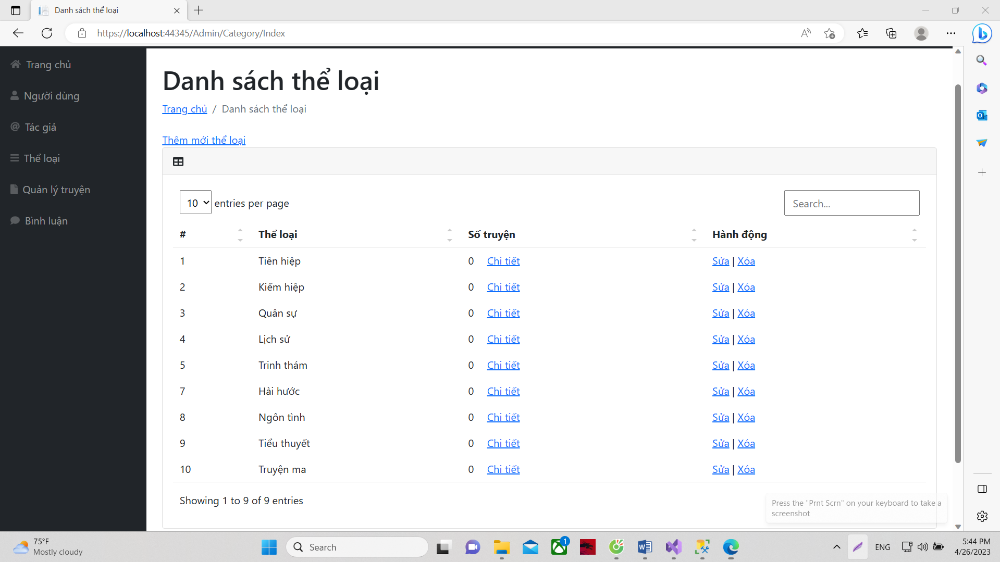 Danh sách thể loại
https://localhost:44345/Admin/Category/Index
Trang chủ
Người dùng
Tác giả
Thể loại
Quản lý truyện
Bình luận
Danh sách thể loại
Trang chủ / Danh sách thể loại
Thêm mới thể loại
10 entries per page
Search...
# Thể loại Số truyện Hành động
1 Tiên hiệp 0 Chi tiết Sửa | Xóa
2 Kiếm hiệp 0 Chi tiết Sửa | Xóa
3 Quân sự 0 Chi tiết Sửa | Xóa
4 Lịch sử 0 Chi tiết Sửa | Xóa
5 Trinh thám 0 Chi tiết Sửa | Xóa
7 Hài hước 0 Chi tiết Sửa | Xóa
8 Ngôn tình 0 Chi tiết Sửa | Xóa
9 Tiểu thuyết 0 Chi tiết Sửa | Xóa
10 Truyện ma 0 Chi tiết Sửa | Xóa
Showing 1 to 9 of 9 entries
Press the "Prnt Scrn" on your keyboard to take a
screenshot
75°F
Mostly cloudy
Search
1
ENG
5:44 PM
4/26/2023